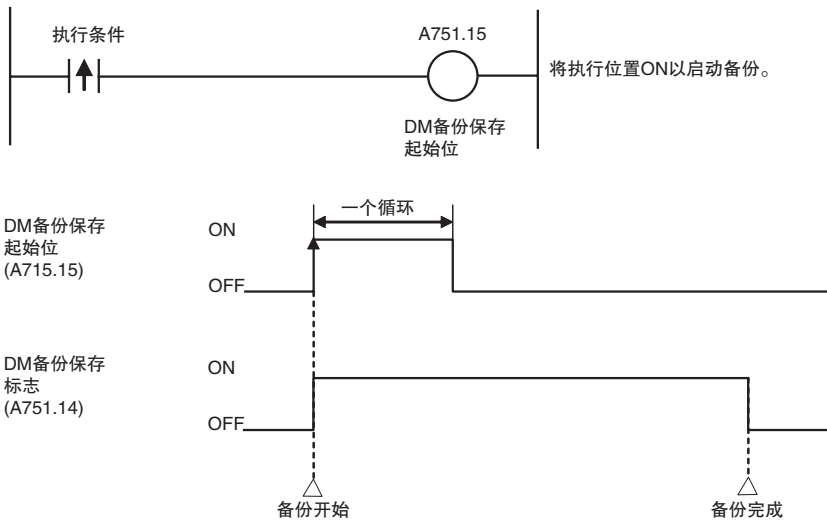 执行条件
A751.15
将执行位置ON以启动备份。
DM备份保存
起始位
一个循环
DM备份保存
起始位
(A715.15)
ON
OFF
DM备份保存
标志
(A751.14)
ON
OFF
备份开始
备份完成